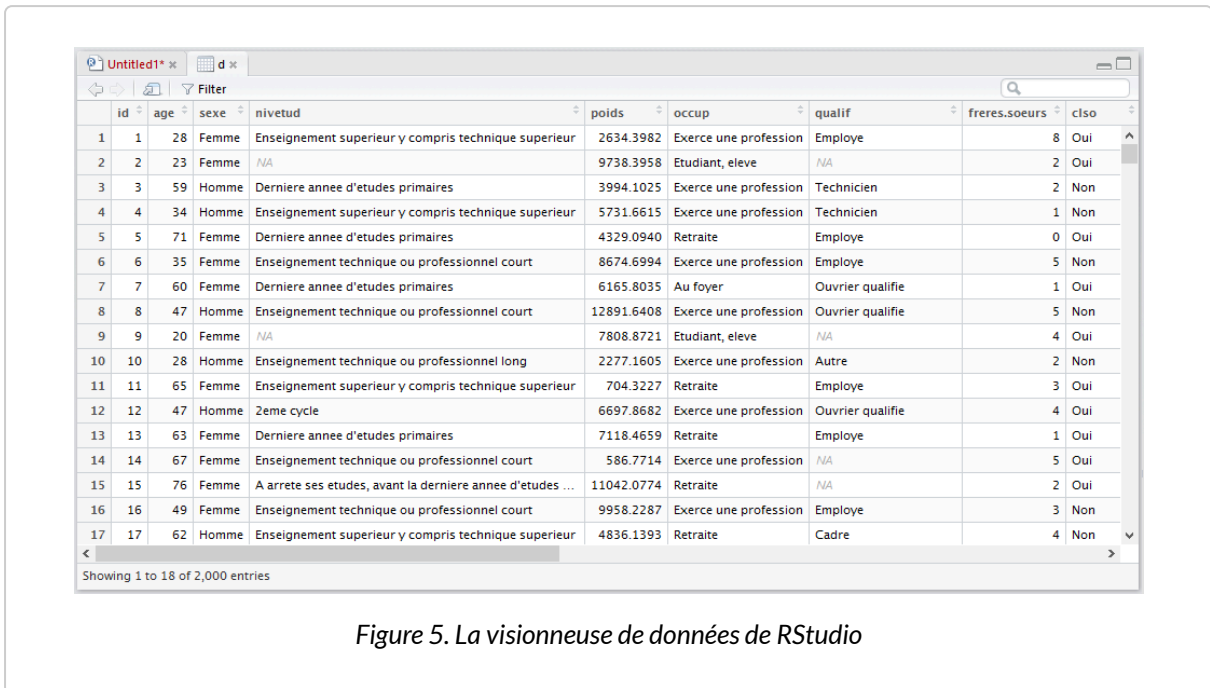 Untitled1* × d ×
Filter
id age sexe nivetud poids occup qualif freres.soeurs clso
1 1 28 Femme Enseignement superieur y compris technique superieur 2634.3982 Exerce une profession Employe 8 Oui
2 2 23 Femme NA 9738.3958 Etudiant, eleve NA 2 Oui
3 3 59 Homme Derniere annee d'etudes primaires 3994.1025 Exerce une profession Technicien 2 Non
4 4 34 Homme Enseignement superieur y compris technique superieur 5731.6615 Exerce une profession Technicien 1 Non
5 5 71 Femme Derniere annee d'etudes primaires 4329.0940 Retraite Employe 0 Oui
6 6 35 Femme Enseignement technique ou professionnel court 8674.6994 Exerce une profession Employe 5 Non
7 7 60 Femme Derniere annee d'etudes primaires 6165.8035 Au foyer Ouvrier qualifie 1 Oui
8 8 47 Homme Enseignement technique ou professionnel court 12891.6408 Exerce une profession Ouvrier qualifie 5 Non
9 9 20 Femme NA 7808.8721 Etudiant, eleve NA 4 Oui
10 10 28 Homme Enseignement technique ou professionnel long 2277.1605 Exerce une profession Autre 2 Non
11 11 65 Femme Enseignement superieur y compris technique superieur 704.3227 Retraite Employe 3 Oui
12 12 47 Homme 2eme cycle 6697.8682 Exerce une profession Ouvrier qualifie 4 Oui
13 13 63 Femme Derniere annee d'etudes primaires 7118.4659 Retraite Employe 1 Oui
14 14 67 Femme Enseignement technique ou professionnel court 586.7714 Exerce une profession NA 5 Oui
15 15 76 Femme A arrete ses etudes, avant la derniere annee d'etudes ... 11042.0774 Retraite NA 2 Oui
16 16 49 Femme Enseignement technique ou professionnel court 9958.2287 Exerce une profession Employe 3 Non
17 17 62 Homme Enseignement superieur y compris technique superieur 4836.1393 Retraite Cadre 4 Non
Showing 1 to 18 of 2,000 entries
Figure 5. La visionneuse de données de RStudio